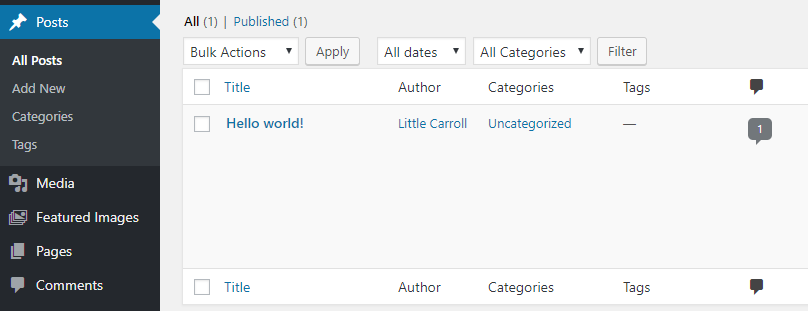 Posts
All Posts
Add New
Categories
Tags
Media
Featured Images
Pages
Comments
All (1) | Published (1)
Bulk Actions Apply All dates All Categories Filter
Title Author Categories Tags
Hello world! Little Carroll Uncategorized — 1
Title Author Categories Tags